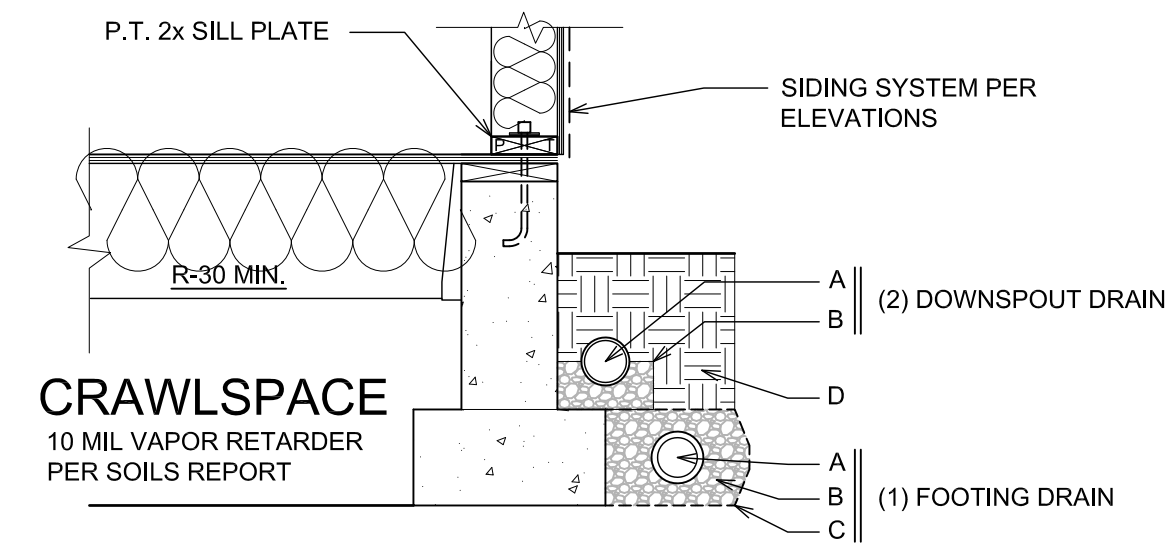 P.T. 2x SILL PLATE
SIDING SYSTEM PER
ELEVATIONS
P T
R-30 MIN.
A
B
(2) DOWNSPOUT DRAIN
D
CRAWLSPACE
10 MIL VAPOR RETARDER
PER SOILS REPORT
A
B
C
(1) FOOTING DRAIN